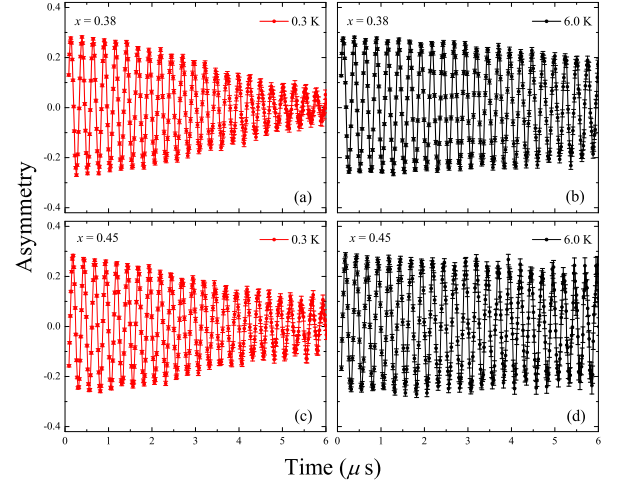 x = 0.38
0.3 K
x = 0.38
6.0 K
0.4
0.2
0.0
-0.2
-0.4
(a)
(b)
x = 0.45
0.3 K
x = 0.45
6.0 K
0.4
0.2
0.0
-0.2
-0.4
(c)
(d)
0 1 2 3 4 5 6
0 1 2 3 4 5 6
Asymmetry
Time (μ s)